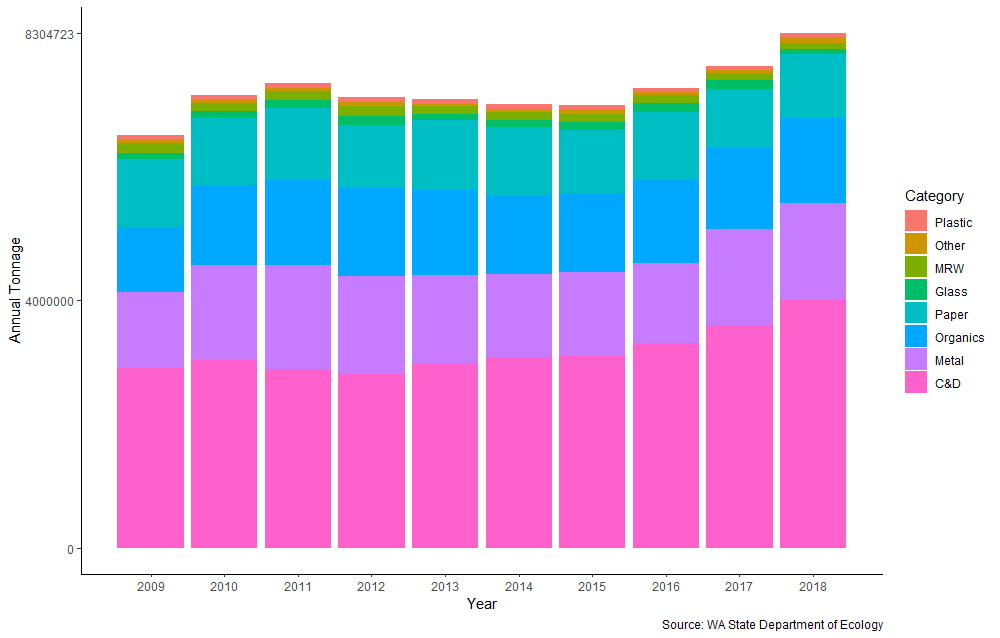 Annual Tonnage
8304723
4000000
0
2009 2010 2011 2012 2013 2014 2015 2016 2017 2018
Year
Category
Plastic
Other
MRW
Glass
Paper
Organics
Metal
C&D
Source: WA State Department of Ecology